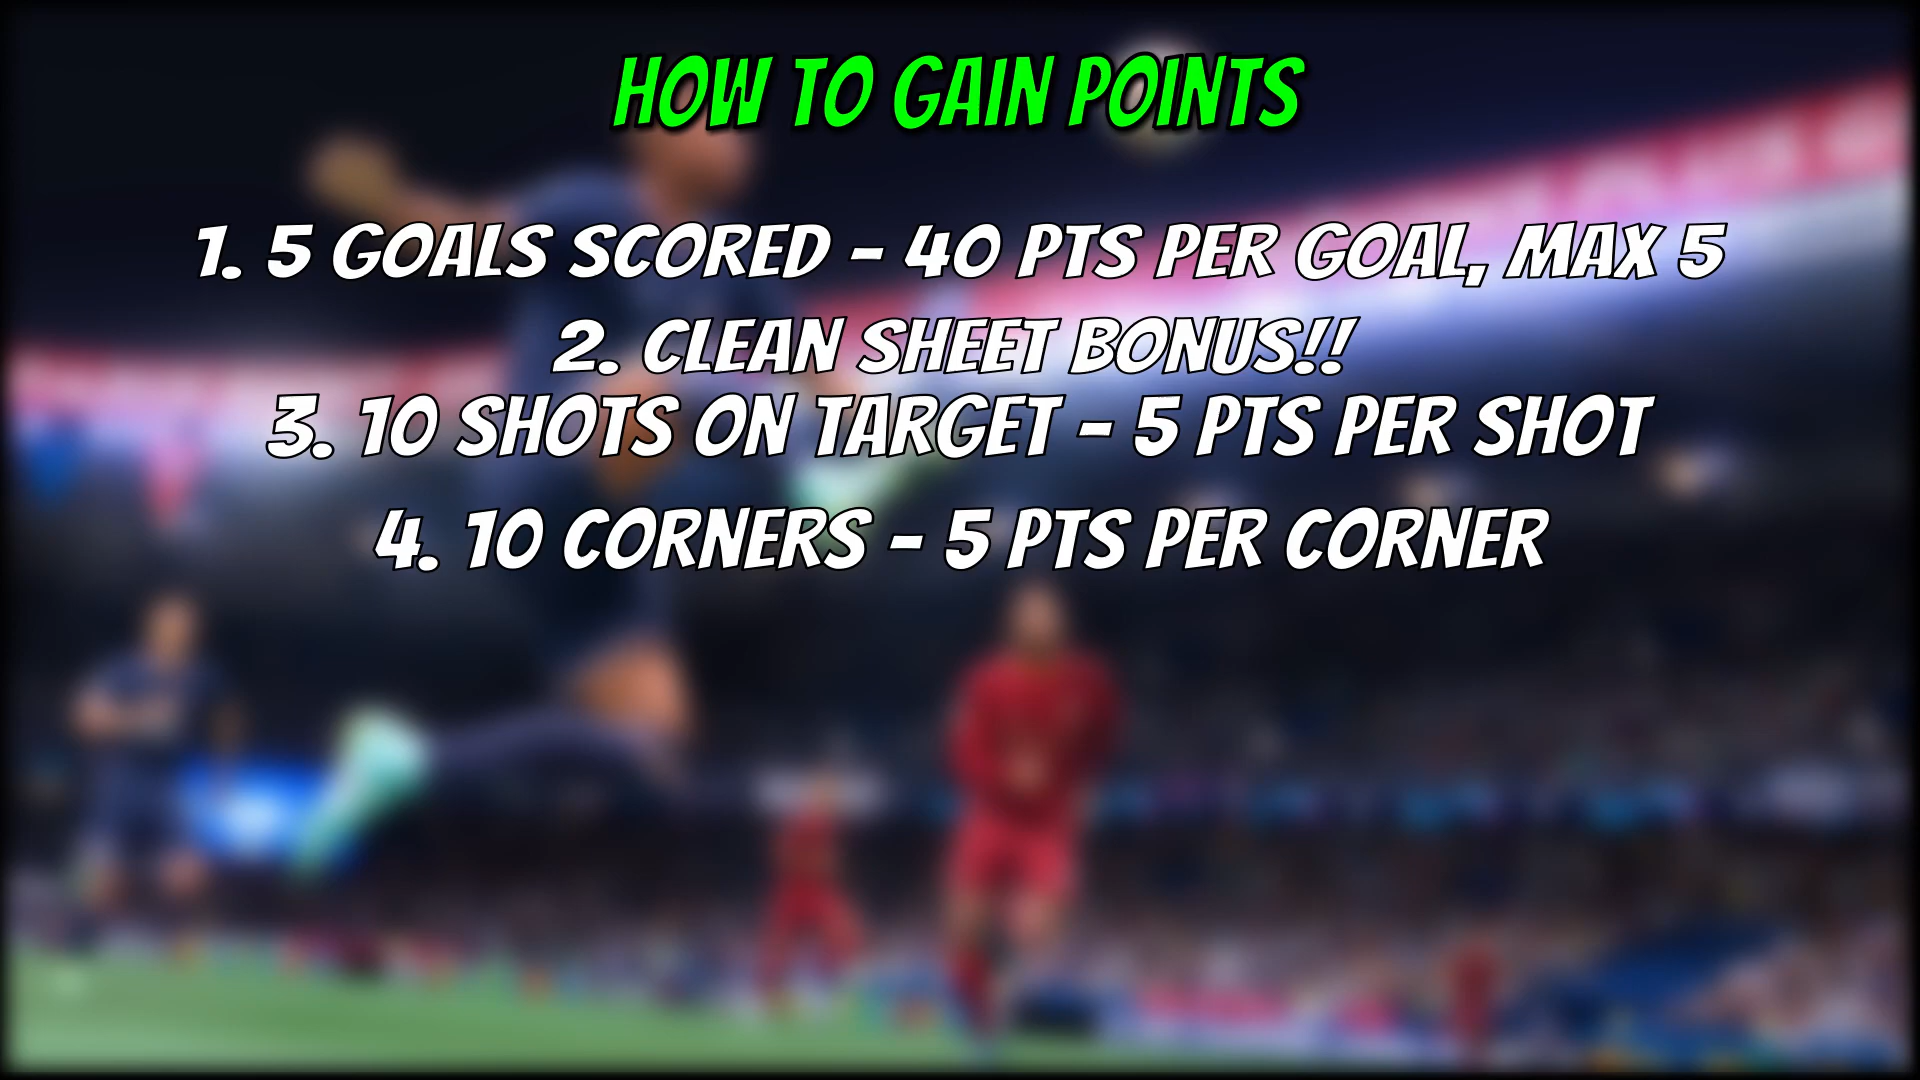 HOW TO GAIN POINTS
1. 5 GOALS SCORED - 40 PTS PER GOAL, MAX 5
2. CLEAN SHEET BONUS!!
3. 10 SHOTS ON TARGET - 5 PTS PER SHOT
4. 10 CORNERS - 5 PTS PER CORNER